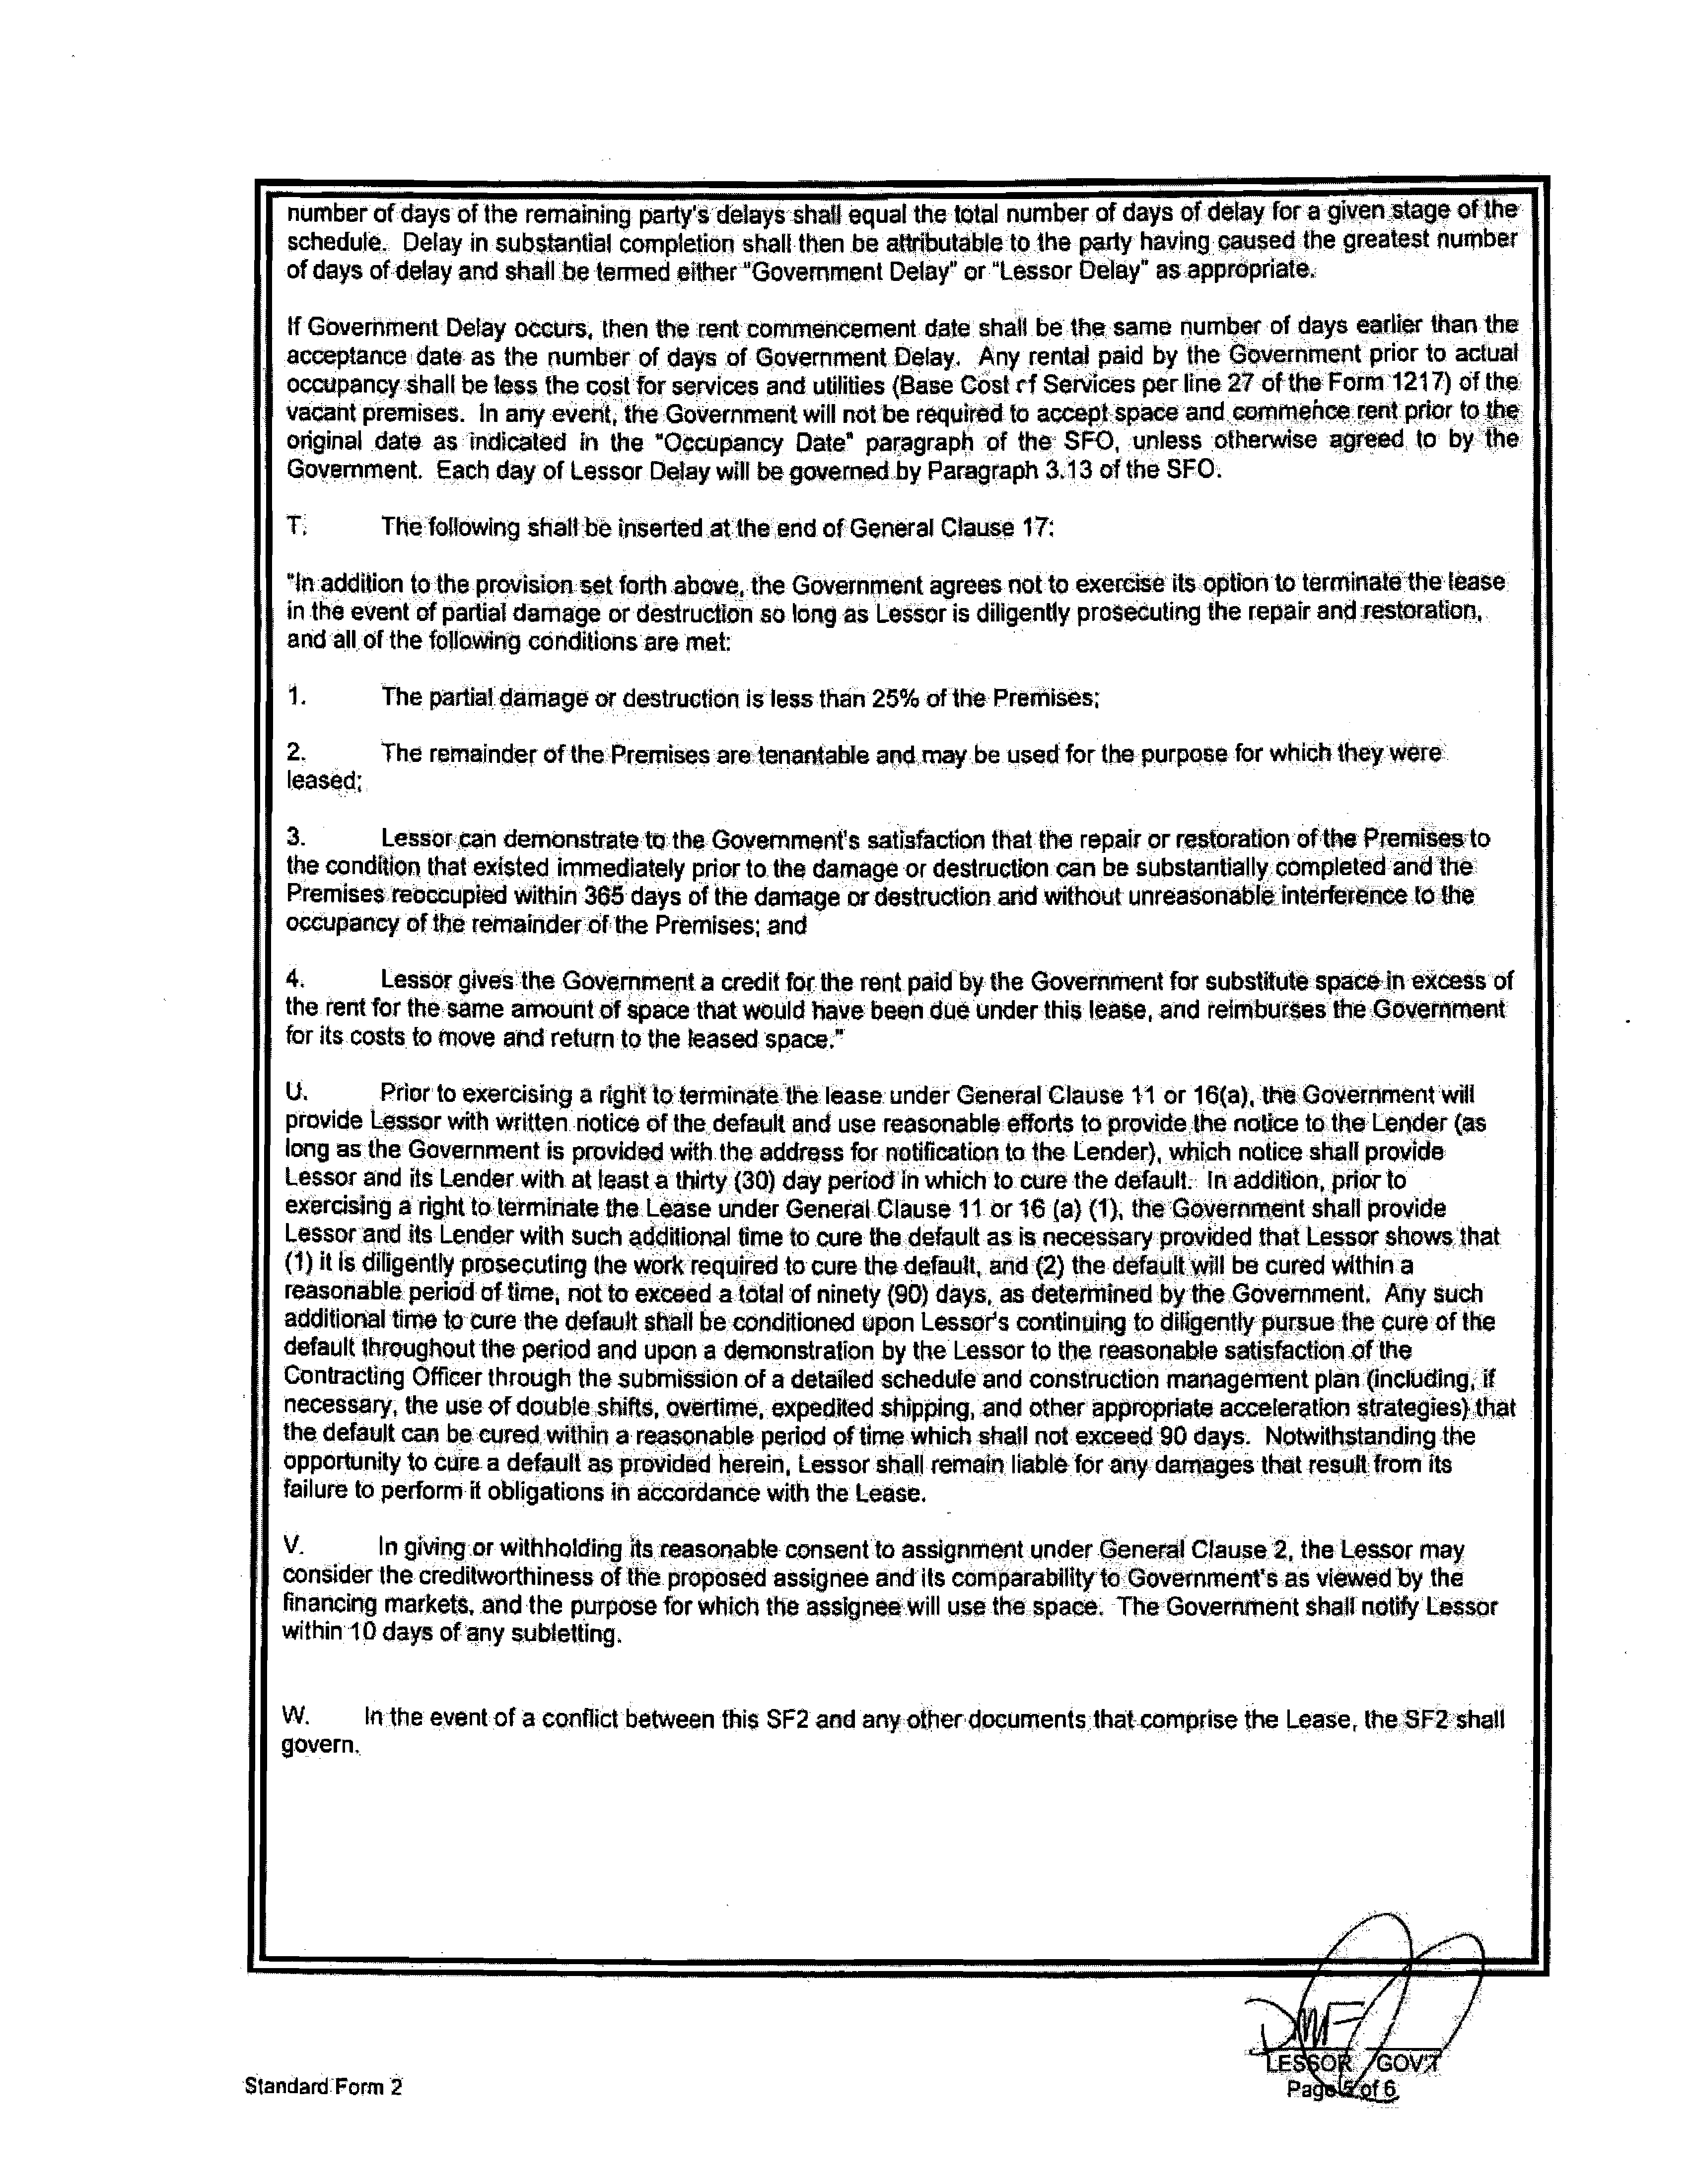 number of days of the remaining party's delays shall equal the total number of days of delay for a given stage of the
schedule. Delay in substantial completion shall then be attributable to the party having caused the greatest number
of days of delay and shall be termed either "Government Delay" or "Lessor Delay" as appropriate.
If Government Delay occurs, then the rent commencement date shall be the same number of days earlier than the
acceptance date as the number of days of Government Delay. Any rental paid by the Government prior to actual
occupancy shall be less the cost for services and utilities (Base Cost rf Services per line 27 of the Form 1217) of the
vacant premises. In any event, the Government will not be required to accept space and commence rent prior to the
original date as indicated in the "Occupancy Date" paragraph of the SFO, unless otherwise agreed to by the
Government. Each day of Lessor Delay will be governed by Paragraph 3.13 of the SFO.
T. The following shall be inserted at the end of General Clause 17:
"In addition to the provision set forth above, the Government agrees not to exercise its option to terminate the lease
in the event of partial damage or destruction so long as Lessor is diligently prosecuting the repair and restoration,
and all of the following conditions are met:
1. The partial damage or destruction is less than 25% of the Premises;
2. The remainder of the Premises are tenantable and may be used for the purpose for which they were
leased;
3. Lessor can demonstrate to the Government's satisfaction that the repair or restoration of the Premises to
the condition that existed immediately prior to the damage or destruction can be substantially completed and the
Premises reoccupied within 365 days of the damage or destruction and without unreasonable interference to the
occupancy of the remainder of the Premises; and
4. Lessor gives the Government a credit for the rent paid by the Government for substitute space in excess of
the rent for the same amount of space that would have been due under this lease, and reimburses the Government
for its costs to move and return to the leased space."
U. Prior to exercising a right to terminate the lease under General Clause 11 or 16(a), the Government will
provide Lessor with written notice of the default and use reasonable efforts to provide the notice to the Lender (as
long as the Government is provided with the address for notification to the Lender), which notice shall provide
Lessor and its Lender with at least a thirty (30) day period in which to cure the default. In addition, prior to
exercising a right to terminate the Lease under General Clause 11 or 16 (a) (1), the Government shall provide
Lessor and its Lender with such additional time to cure the default as is necessary provided that Lessor shows that
(1) it is diligently prosecuting the work required to cure the default, and (2) the default will be cured within a
reasonable period of time, not to exceed a total of ninety (90) days, as determined by the Government. Any such
additional time to cure the default shall be conditioned upon Lessor's continuing to diligently pursue the cure of the
default throughout the period and upon a demonstration by the Lessor to the reasonable satisfaction of the
Contracting Officer through the submission of a detailed schedule and construction management plan (including, if
necessary, the use of double shifts, overtime, expedited shipping, and other appropriate acceleration strategies) that
the default can be cured within a reasonable period of time which shall not exceed 90 days. Notwithstanding the
opportunity to cure a default as provided herein, Lessor shall remain liable for any damages that result from its
failure to perform it obligations in accordance with the Lease.
V. In giving or withholding its reasonable consent to assignment under General Clause 2, the Lessor may
consider the creditworthiness of the proposed assignee and its comparability to Government's as viewed by the
financing markets, and the purpose for which the assignee will use the space. The Government shall notify Lessor
within 10 days of any subletting.
W. In the event of a conflict between this SF2 and any other documents that comprise the Lease, the SF2 shall
govern.
DMF
LESSOR GOV'T
Standard Form 2
Page 5 of 6